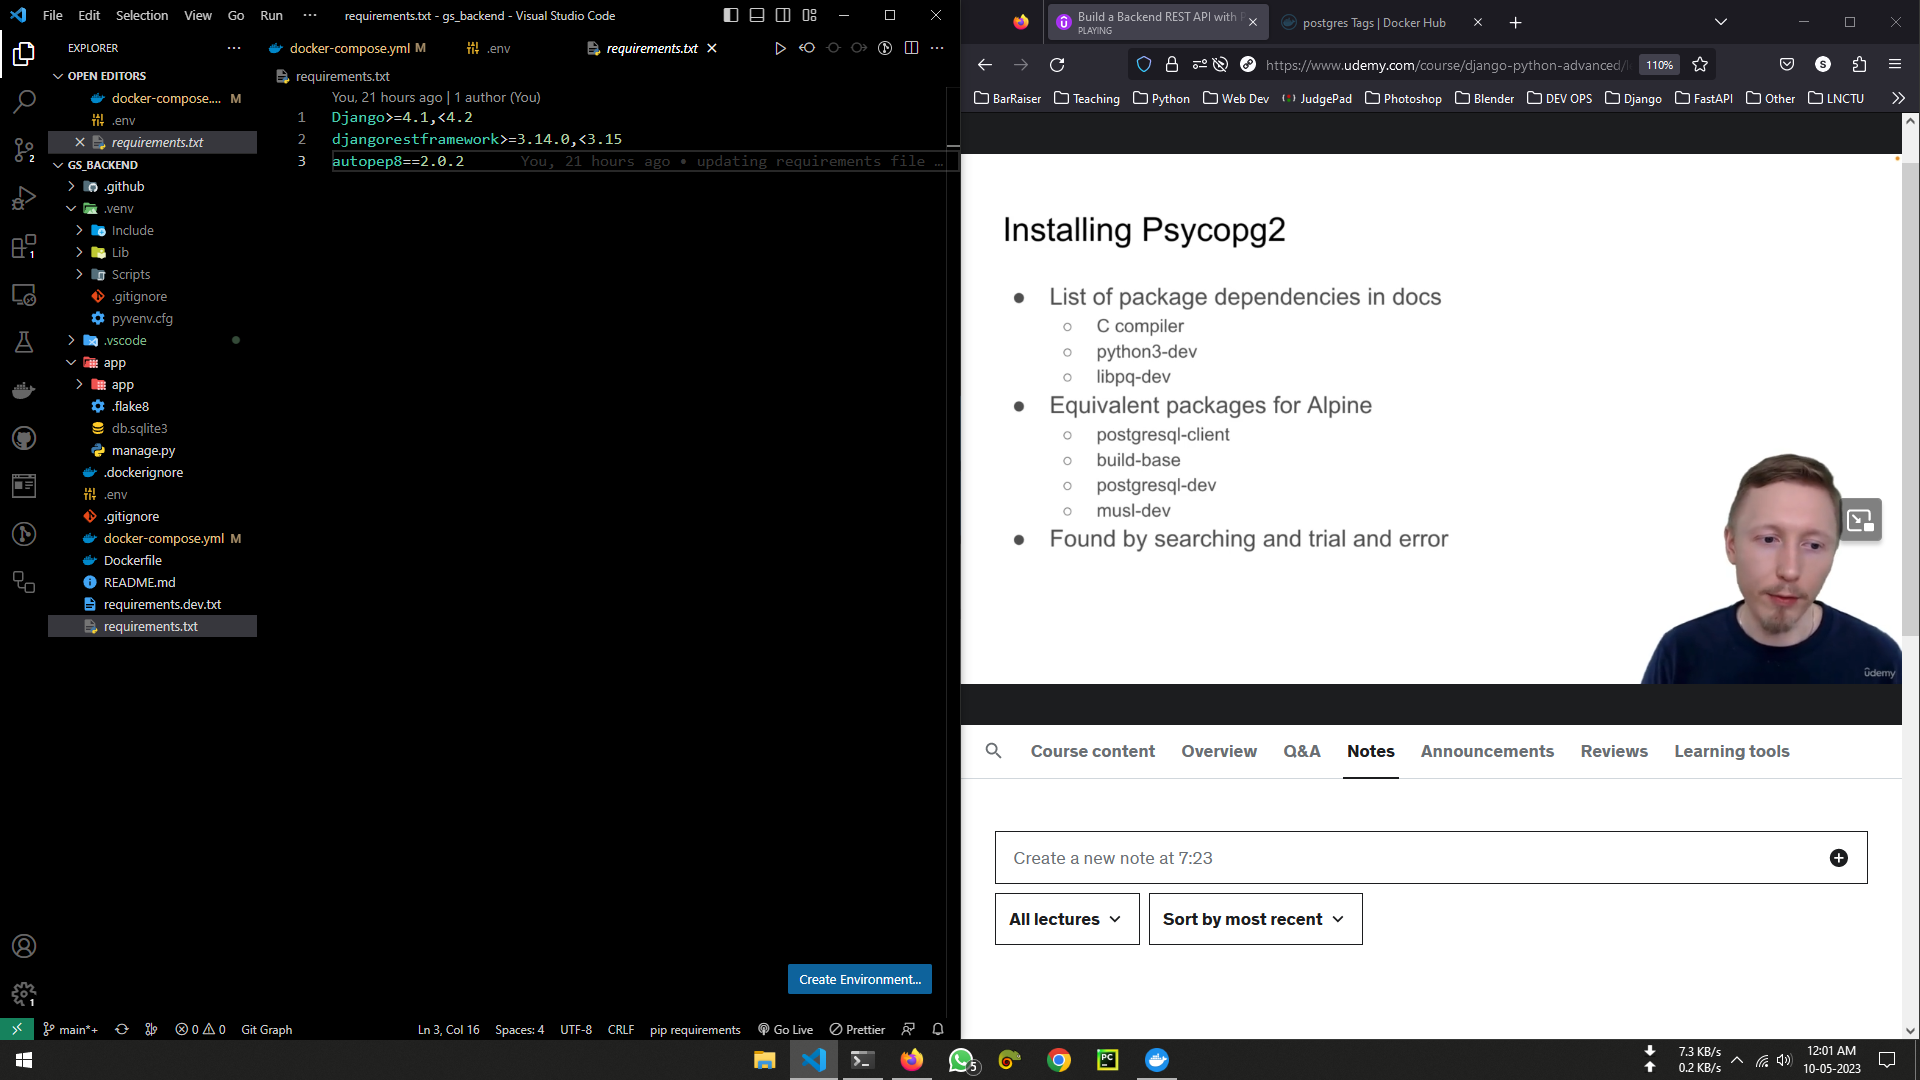 File Edit Selection View Go Run ··· requirements.txt - gs_backend - Visual Studio Code
EXPLORER
OPEN EDITORS
docker-compose.... M
.env
requirements.txt
GS_BACKEND
.github
.venv
Include
Lib
Scripts
.gitignore
pyvenv.cfg
.vscode
app
app
.flake8
db.sqlite3
manage.py
.dockerignore
.env
.gitignore
docker-compose.yml M
Dockerfile
README.md
requirements.dev.txt
requirements.txt
2
1
1
docker-compose.yml M .env requirements.txt
requirements.txt
You, 21 hours ago | 1 author (You)
1 Django>=4.1,<4.2
2 djangorestframework>=3.14.0,<3.15
3 autopep8==2.0.2 You, 21 hours ago • updating requirements file …
Create Environment...
main*+ 0 0 Git Graph Ln 3, Col 16 Spaces: 4 UTF-8 CRLF pip requirements Go Live Prettier
Build a Backend REST API with P
PLAYING
postgres Tags | Docker Hub
https://www.udemy.com/course/django-python-advanced/ 110% S
BarRaiser Teaching Python Web Dev JudgePad Photoshop Blender DEV OPS Django FastAPI Other LNCTU
Installing Psycopg2
● List of package dependencies in docs
○ C compiler
○ python3-dev
○ libpq-dev
● Equivalent packages for Alpine
○ postgresql-client
○ build-base
○ postgresql-dev
○ musl-dev
● Found by searching and trial and error
udemy
Course content Overview Q&A Notes Announcements Reviews Learning tools
Create a new note at 7:23
All lectures Sort by most recent
PC 5
7.3 KB/s
0.2 KB/s
12:01 AM
10-05-2023